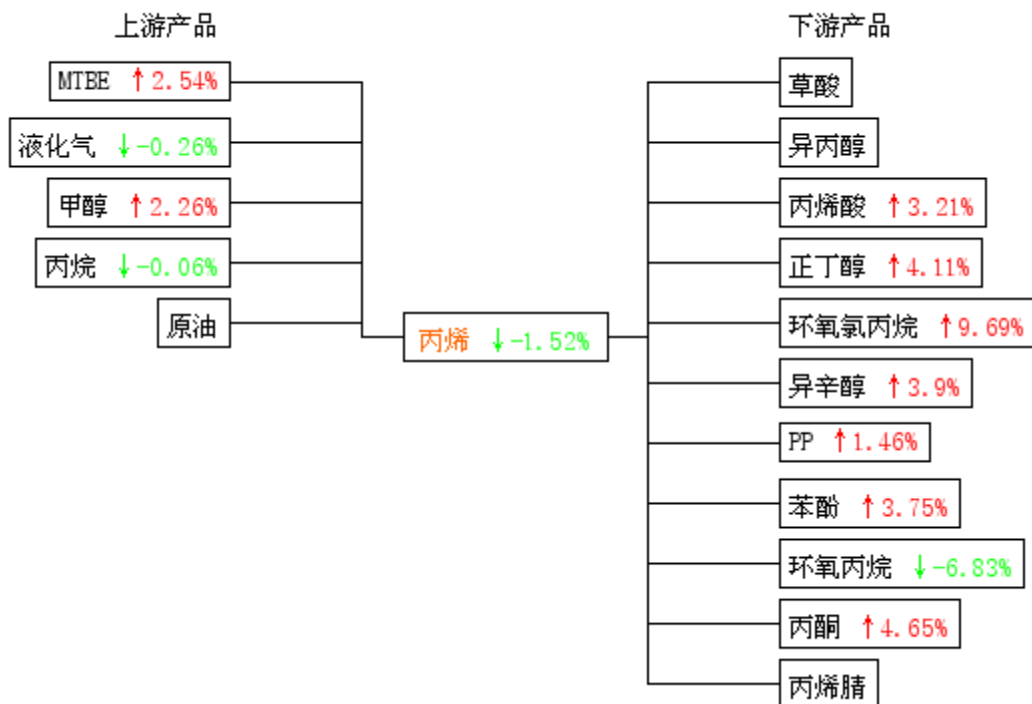 上游产品
MTBE ↑2.54%
液化气 ↓-0.26%
甲醇 ↑2.26%
丙烷 ↓-0.06%
原油
丙烯 ↓-1.52%
下游产品
草酸
异丙醇
丙烯酸 ↑3.21%
正丁醇 ↑4.11%
环氧氯丙烷 ↑9.69%
异辛醇 ↑3.9%
PP ↑1.46%
苯酚 ↑3.75%
环氧丙烷 ↓-6.83%
丙酮 ↑4.65%
丙烯腈